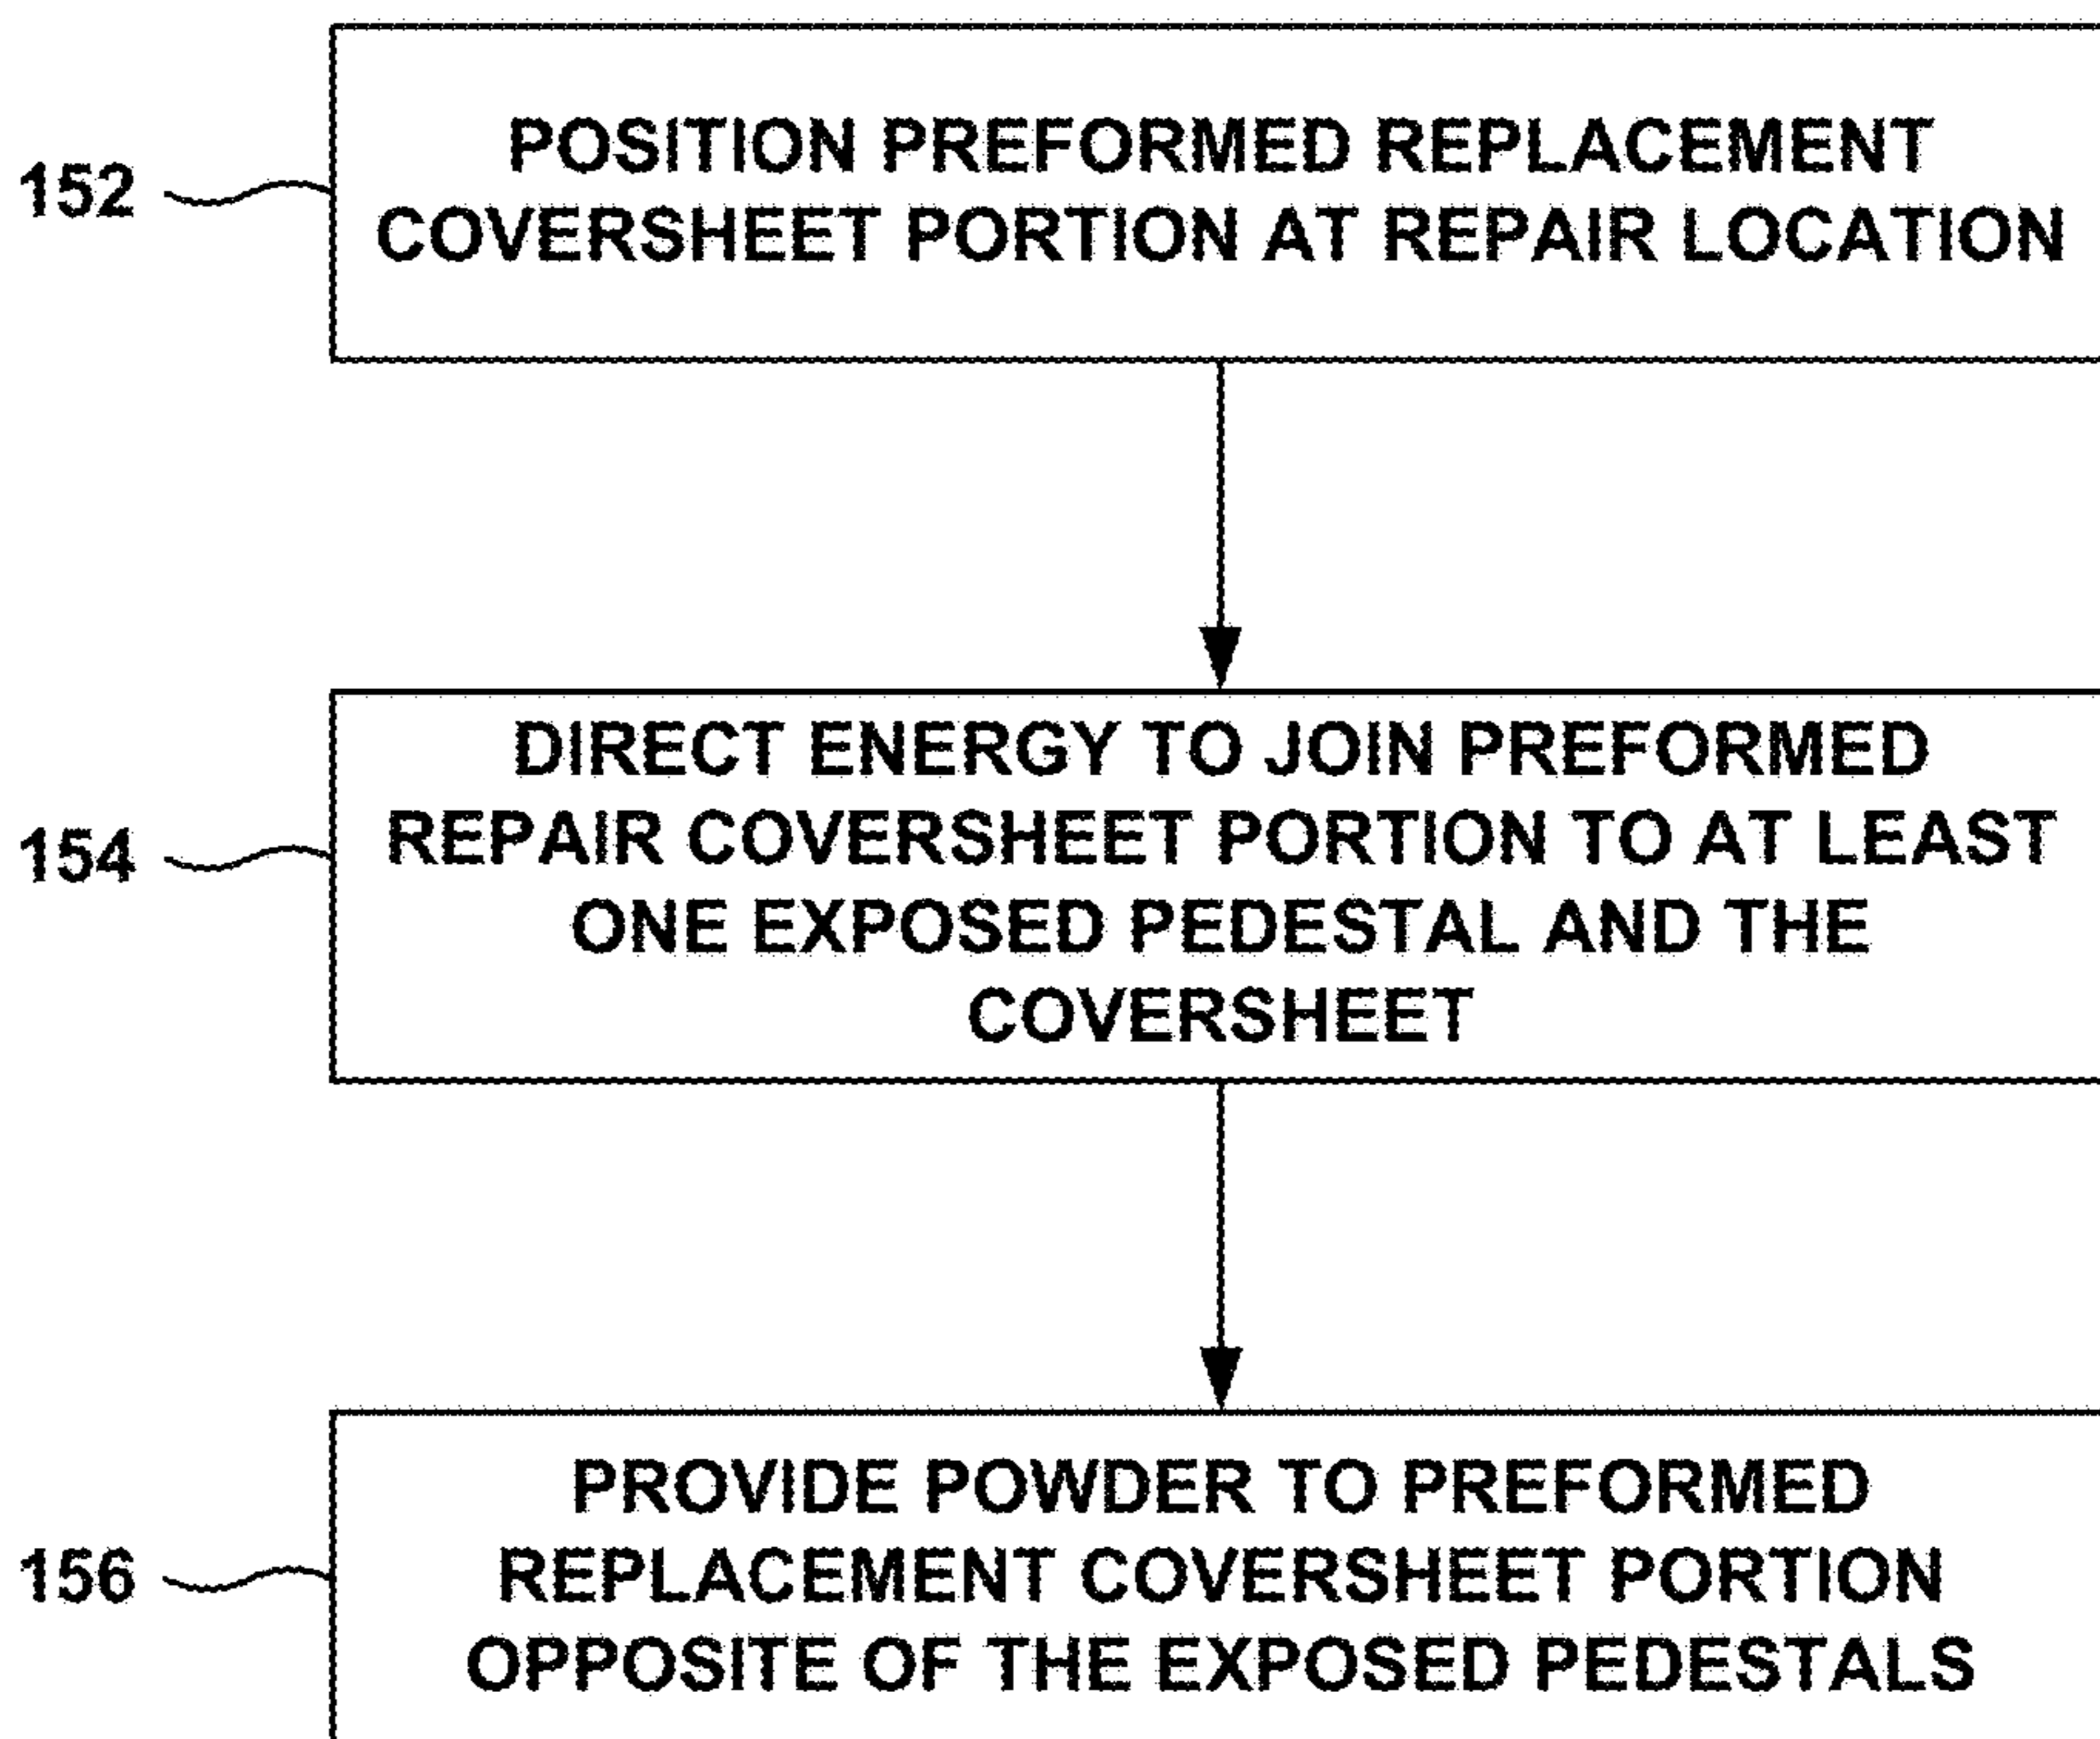 152
POSITION PREFORMED REPLACEMENT
COVERSHEET PORTION AT REPAIR LOCATION
154
DIRECT ENERGY TO JOIN PREFORMED
REPAIR COVERSHEET PORTION TO AT LEAST
ONE EXPOSED PEDESTAL AND THE
COVERSHEET
156
PROVIDE POWDER TO PREFORMED
REPLACEMENT COVERSHEET PORTION
OPPOSITE OF THE EXPOSED PEDESTALS